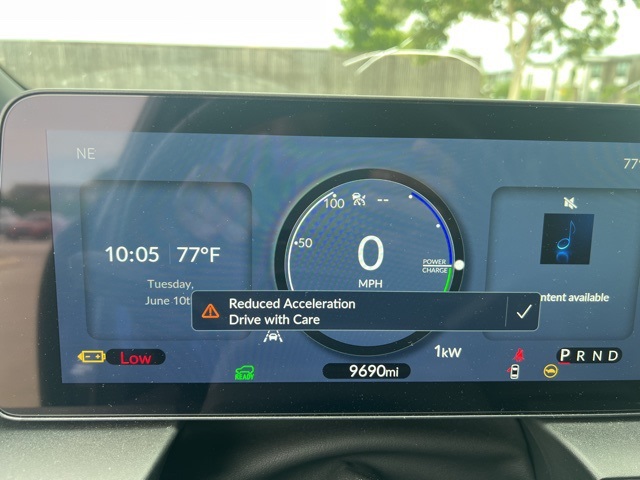 NE
77°
100
--
50
0
MPH
POWER
CHARGE
10:05 77°F
Tuesday,
June 10th
Reduced Acceleration
Drive with Care
ntent available
Low
READY
9690mi
1kW
P R N D